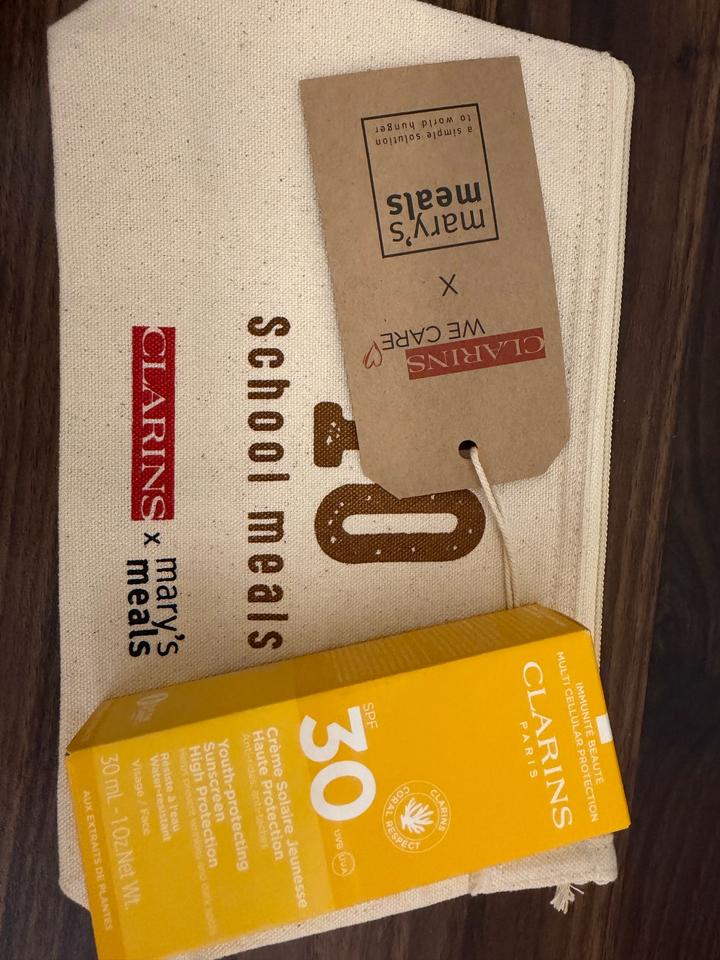 10
school meals
CLARINS x mary's
meals
CLARINS
WE CARE
X
mary's
meals
a simple solution
to world hunger
IMMUNITÉ BEAUTÉ
MULTI CELLULAR PROTECTION
CLARINS
PARIS
CLARINS
CORAL RESPECT
SPF
30
UVB UVA
Crème Solaire Jeunesse
Haute Protection
Youth-protecting
Sunscreen
High Protection
Résiste à l'eau
Water-resistant
Visage / Face
30 mL - 1.0z Net Wt.
AUX EXTRAITS DE PLANTES